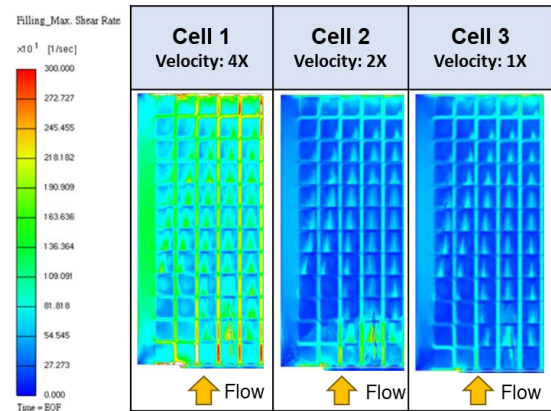 Filling_Max. Shear Rate
×10¹ [1/sec]
300.000
272.727
245.455
218.182
190.909
163.636
136.364
109.091
81.818
54.545
27.273
0.000
Time = EOF
Cell 1
Velocity: 4X
Cell 2
Velocity: 2X
Cell 3
Velocity: 1X
Flow
Flow
Flow